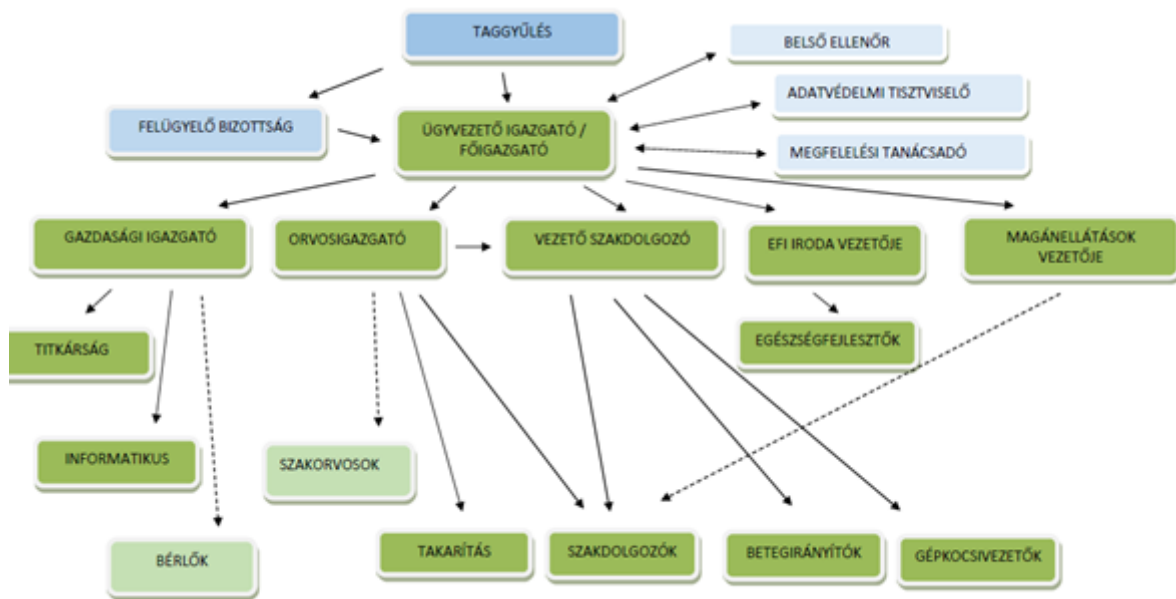 TAGGYŰLÉS
BELSŐ ELLENŐR
ADATVÉDELMI TISZTVISELŐ
FELÜGYELŐ BIZOTTSÁG
ÜGYVEZETŐ IGAZGATÓ /
FŐIGAZGATÓ
MEGFELELÉSI TANÁCSADÓ
GAZDASÁGI IGAZGATÓ
ORVOSIGAZGATÓ
VEZETŐ SZAKDOLGOZÓ
EFI IRODA VEZETŐJE
MAGÁNELLÁTÁSOK
VEZETŐJE
TITKÁRSÁG
EGÉSZSÉGFEJLESZTŐK
INFORMATIKUS
SZAKORVOSOK
BÉRLŐK
TAKARÍTÁS
SZAKDOLGOZÓK
BETEGIRÁNYÍTÓK
GÉPKOCSIVEZETŐK